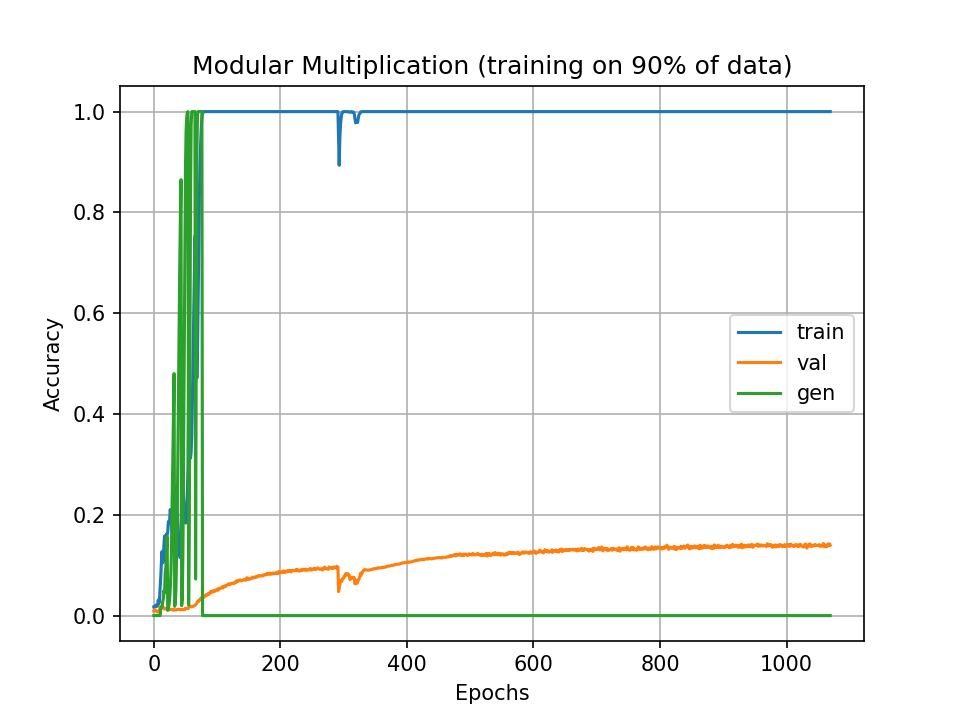 Modular Multiplication (training on 90% of data)
1.0
0.8
0.6
0.4
0.2
0.0
Accuracy
train
val
gen
0 200 400 600 800 1000
Epochs